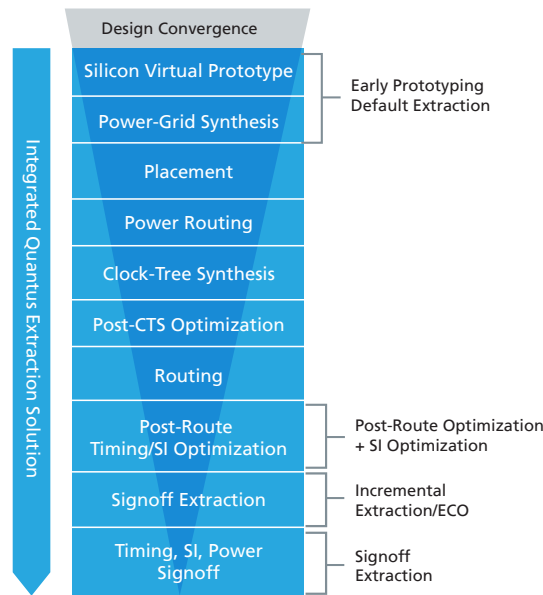 Design Convergence
Integrated Quantus Extraction Solution
Silicon Virtual Prototype
Power-Grid Synthesis
Early Prototyping
Default Extraction
Placement
Power Routing
Clock-Tree Synthesis
Post-CTS Optimization
Routing
Post-Route
Timing/SI Optimization
Post-Route Optimization
+ SI Optimization
Signoff Extraction
Incremental
Extraction/ECO
Timing, SI, Power
Signoff
Signoff
Extraction